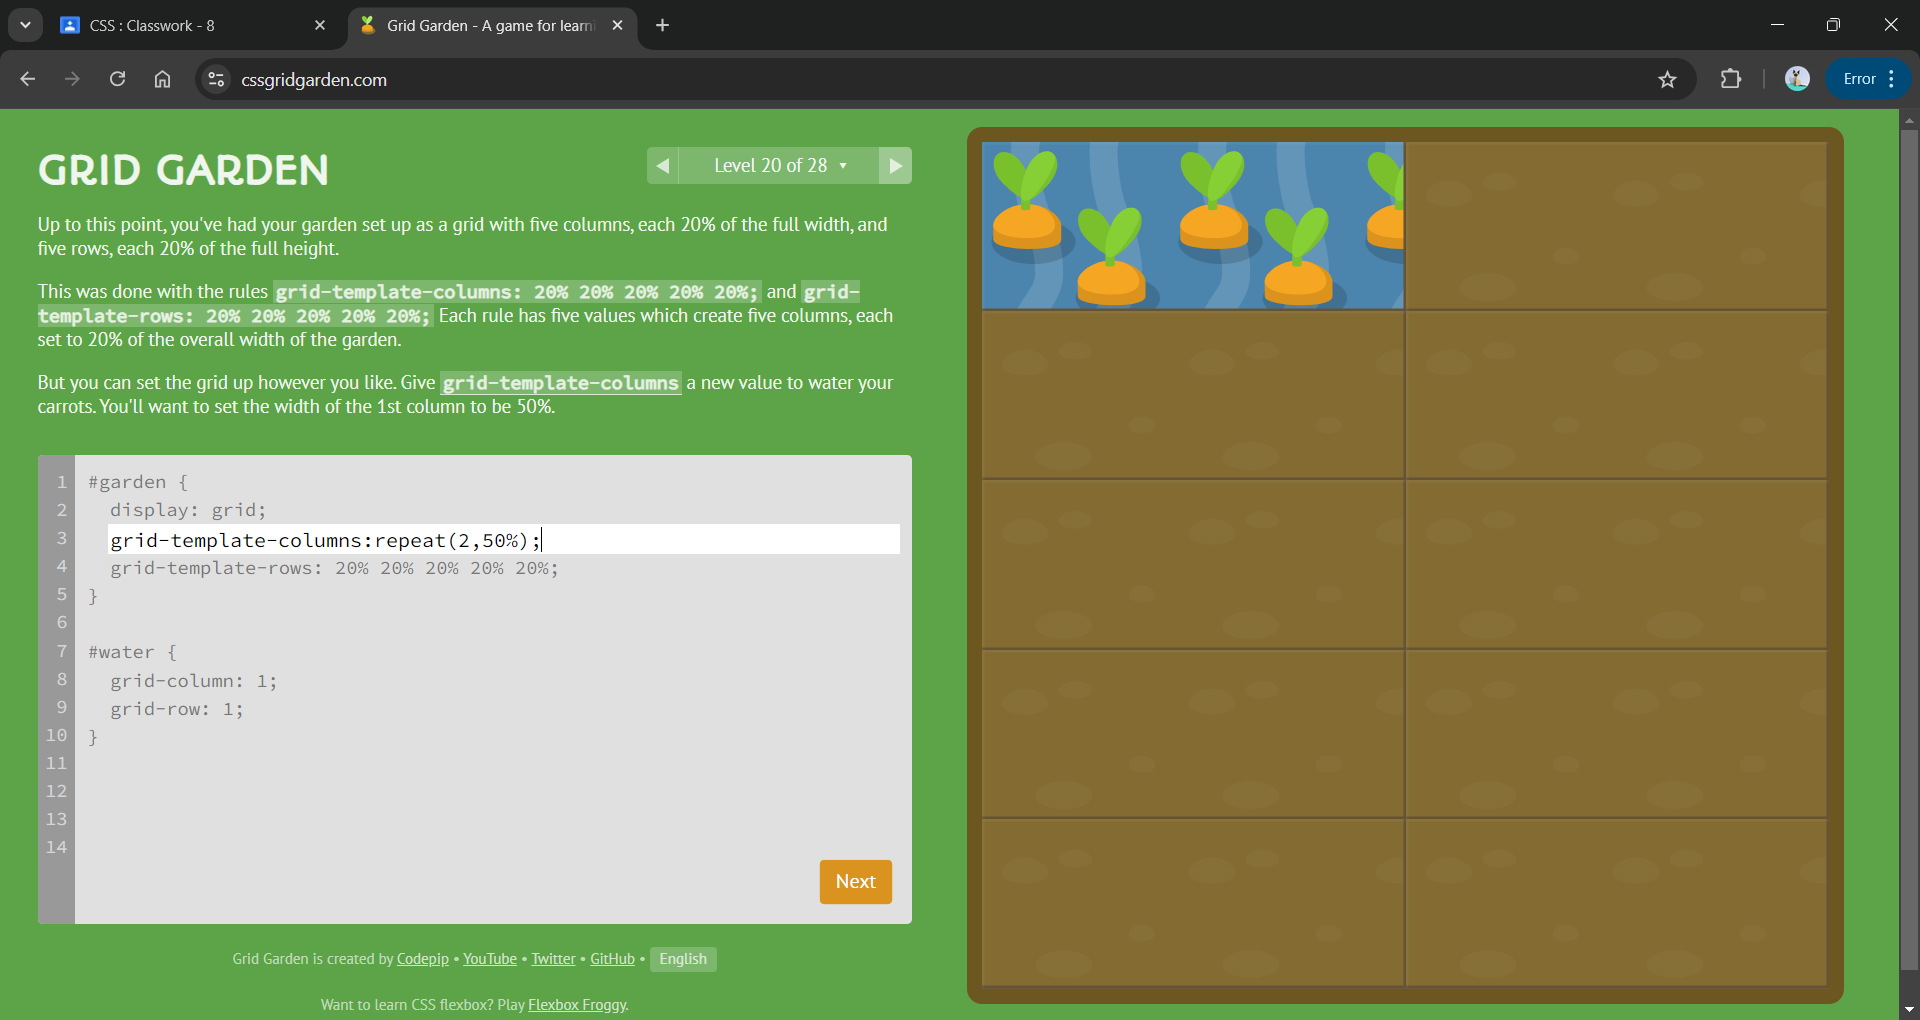 CSS : Classwork - 8
Grid Garden - A game for learni
cssgridgarden.com
Error
GRID GARDEN
Level 20 of 28
Up to this point, you've had your garden set up as a grid with five columns, each 20% of the full width, and
five rows, each 20% of the full height.
This was done with the rules grid-template-columns: 20% 20% 20% 20% 20%; and grid-
template-rows: 20% 20% 20% 20% 20%; Each rule has five values which create five columns, each
set to 20% of the overall width of the garden.
But you can set the grid up however you like. Give grid-template-columns a new value to water your
carrots. You'll want to set the width of the 1st column to be 50%.
1 #garden {
2 display: grid;
3 grid-template-columns:repeat(2,50%);
4 grid-template-rows: 20% 20% 20% 20% 20%;
5 }
6
7 #water {
8 grid-column: 1;
9 grid-row: 1;
10 }
11
12
13
14
Next
Grid Garden is created by Codepip • YouTube • Twitter • GitHub • English
Want to learn CSS flexbox? Play Flexbox Froggy.